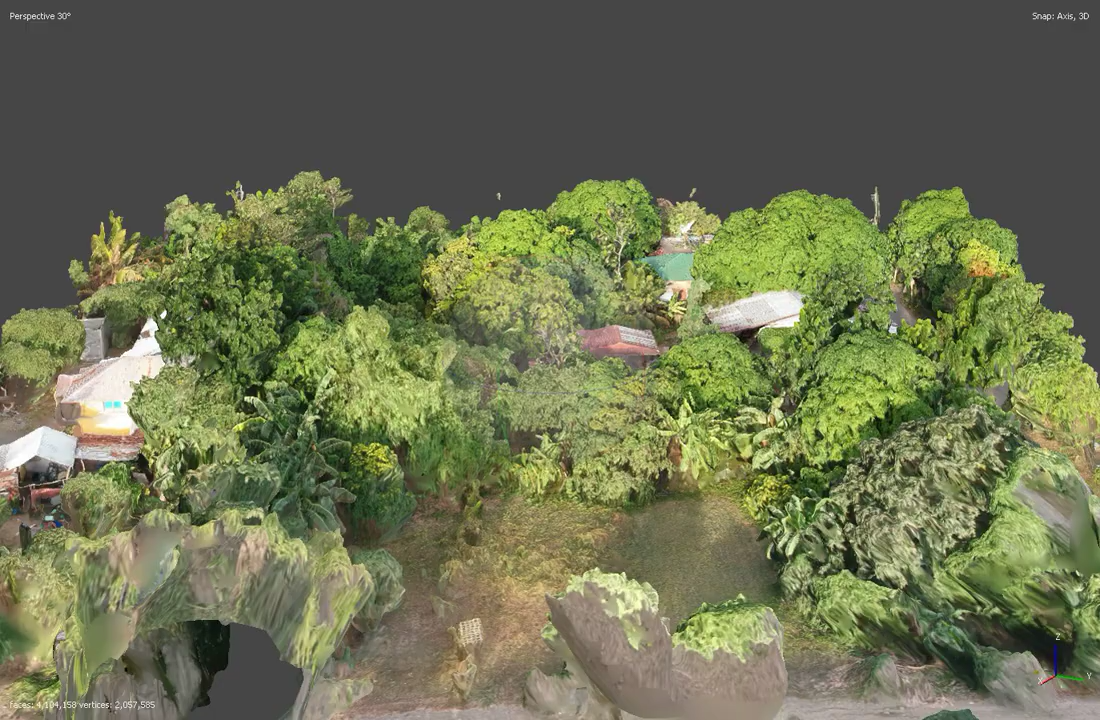 Perspective 30°
Snap: Axis, 3D
Z
X
Y
faces: 4,104,158 vertices: 2,057,585